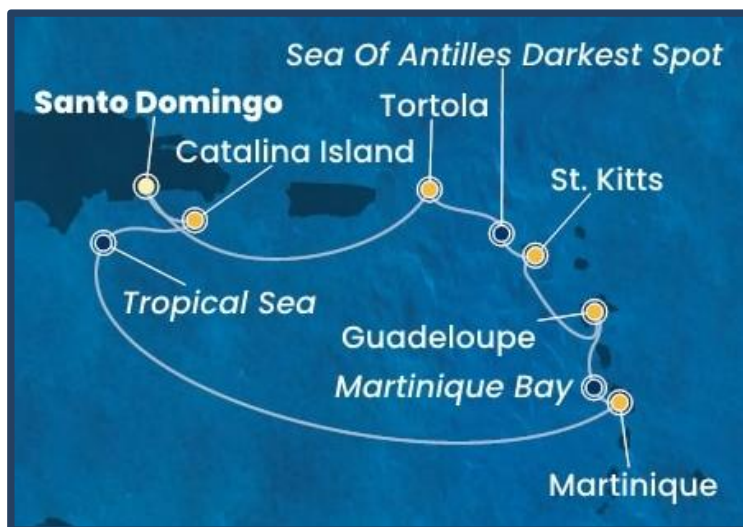 Sea Of Antilles Darkest Spot
Santo Domingo
Tortola
Catalina Island
St. Kitts
Tropical Sea
Guadeloupe
Martinique Bay
Martinique